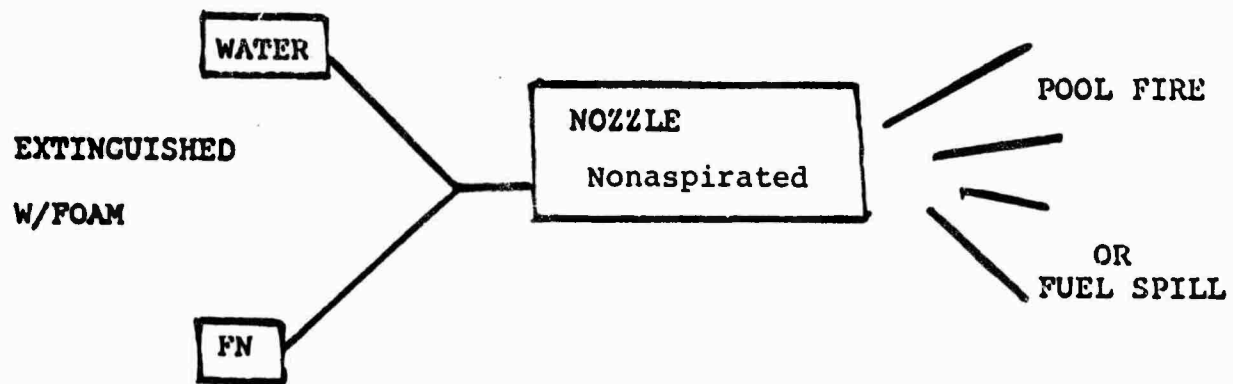 WATER
EXTINGUISHED
W/FOAM
FN
NOZZLE
Nonaspirated
POOL FIRE
OR
FUEL SPILL